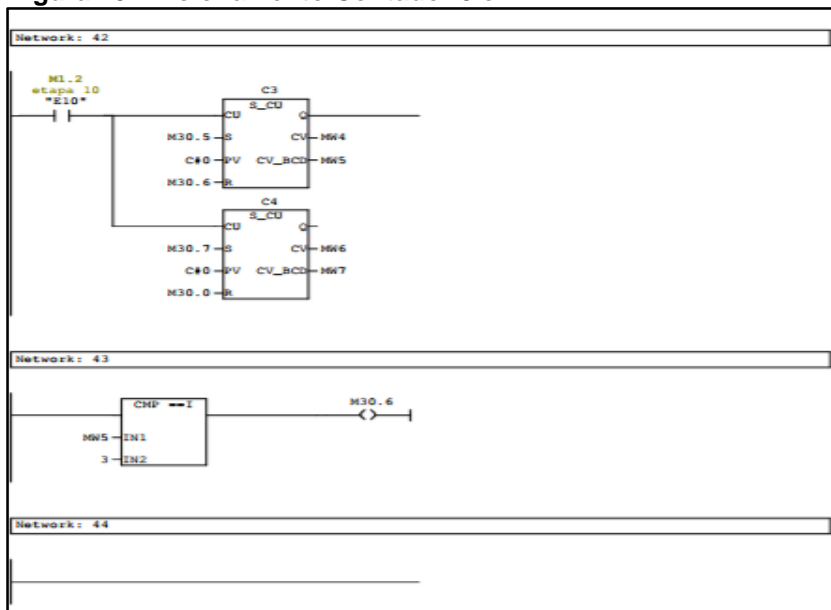 Network: 42
M1.2
etapa 10
"E10"
C3
S_CU
CU Q
M30.5 S CV MW4
C#0 PV CV_BCD MW5
M30.6 R
C4
S_CU
CU Q
M30.7 S CV MW6
C#0 PV CV_BCD MW7
M30.0 R
Network: 43
CMP ==I
M30.6
MW5 IN1
3 IN2
Network: 44